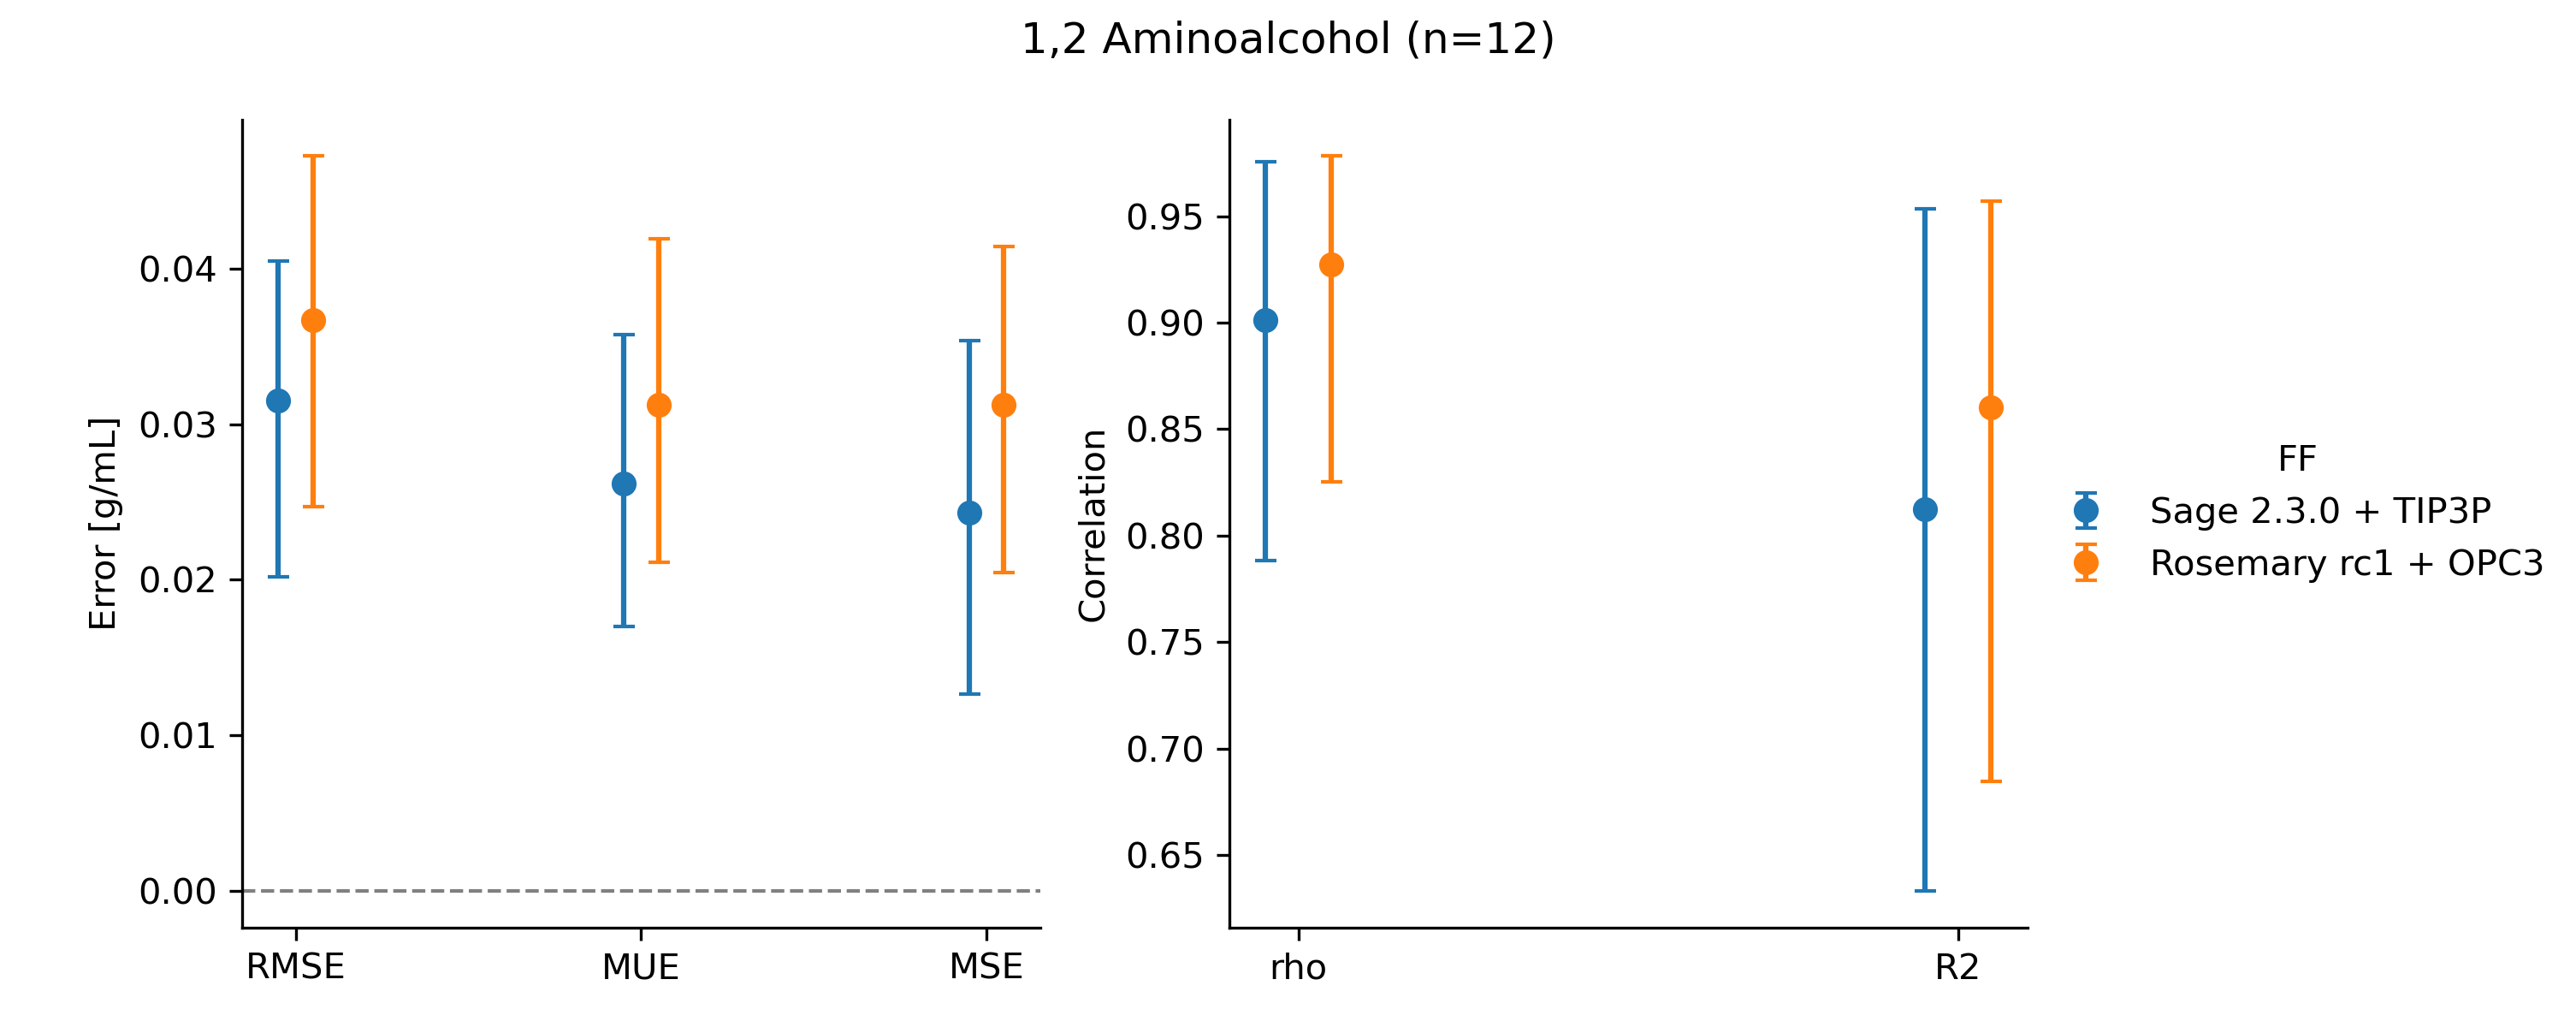 1,2 Aminoalcohol (n=12)
Error [g/mL]
0.04
0.03
0.02
0.01
0.00
RMSE
MUE
MSE
Correlation
0.95
0.90
0.85
0.80
0.75
0.70
0.65
rho
R2
FF
Sage 2.3.0 + TIP3P
Rosemary rc1 + OPC3